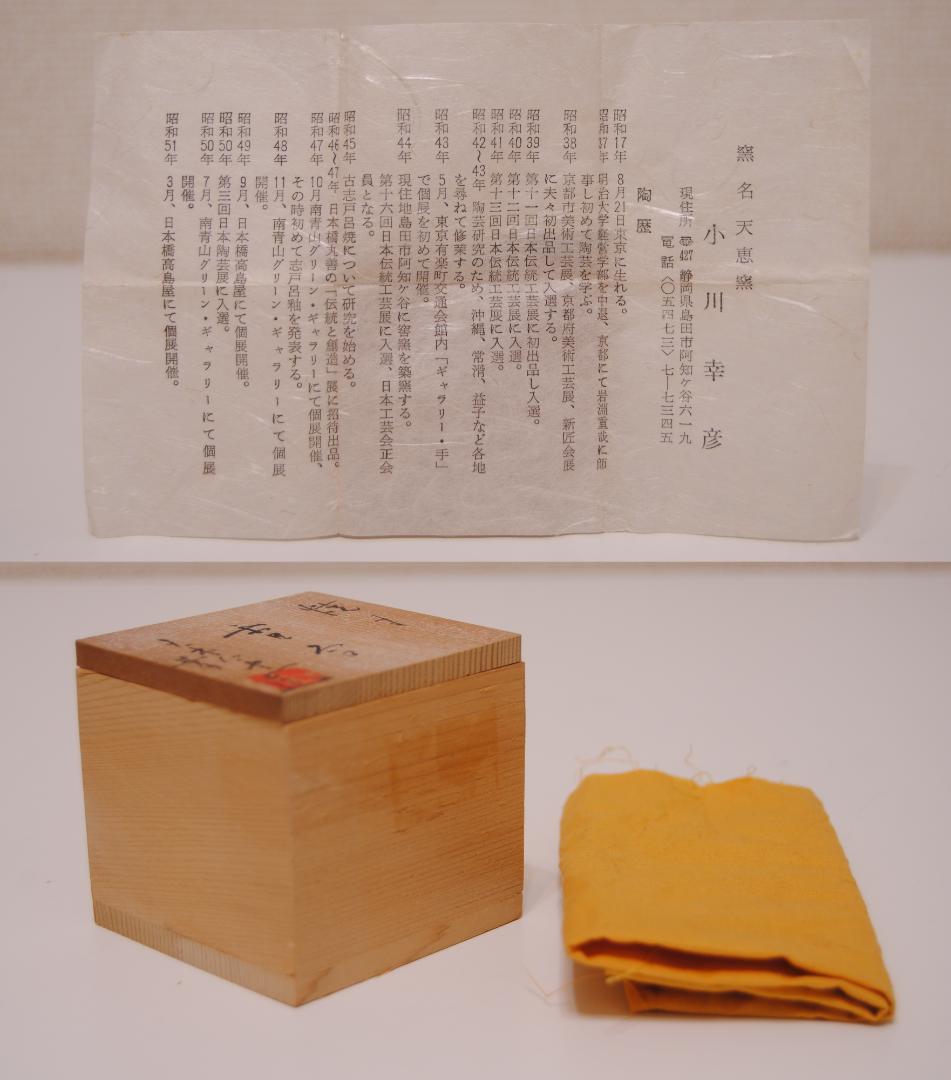 窯名 天恵窯
小川 幸彦
現住所 〒427 静岡県島田市阿知ケ谷六一九
電話〈〇五四七三〉七―七三四五
陶歴
昭和17年 8月21日東京に生れる。
昭和37年 明治大学経営学部を中退、京都にて岩淵重哉に師
事し初めて陶芸を学ぶ。
昭和38年 京都市美術工芸展、京都府美術工芸展、新匠会展
に夫々初出品して入選する。
昭和39年 第十一回日本伝統工芸展に初出品し入選。
昭和40年 第十二回日本伝統工芸展に入選。
昭和41年 第十三回日本伝統工芸展に入選。
昭和42〜43年 陶芸研究のため、沖縄、常滑、益子など各地
を尋ねて修業する。
昭和43年 5月、東京有楽町交通会館内「ギャラリー・手」
で個展を初めて開催。
昭和44年 現住地島田市阿知ケ谷に窖窯を築窯する。
第十六回日本伝統工芸展に入選、日本工芸会正会
員となる。
昭和45年 古志戸呂焼について研究を始める。
昭和46〜47年 日本橋丸善の「伝統と創造」展に招待出品。
昭和47年 10月南青山グリーン・ギャラリーにて個展開催、
その時初めて志戸呂釉を発表する。
昭和48年 11月、南青山グリーン・ギャラリーにて個展
開催。
昭和49年 9月、日本橋高島屋にて個展開催。
昭和50年 第三回日本陶芸展に入選。
昭和50年 7月、南青山グリーン・ギャラリーにて個展
開催。
昭和51年 3月、日本橋高島屋にて個展開催。